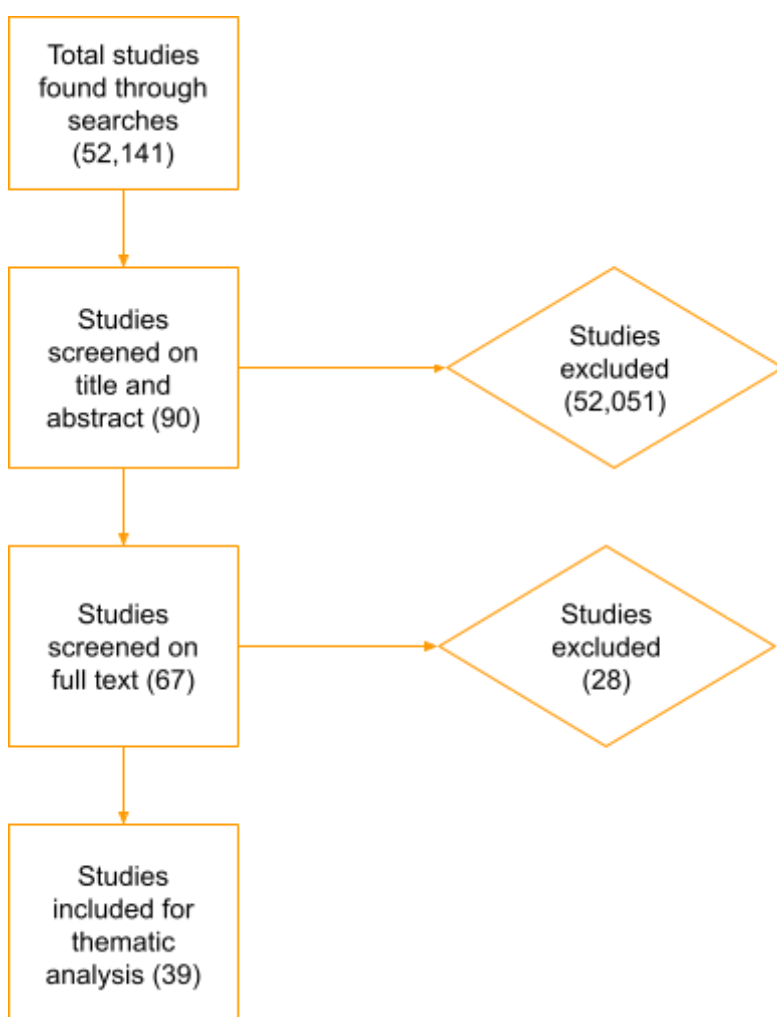 Total studies
found through
searches
(52,141)
Studies
screened on
title and
abstract (90)
Studies
excluded
(52,051)
Studies
screened on
full text (67)
Studies
excluded
(28)
Studies
included for
thematic
analysis (39)